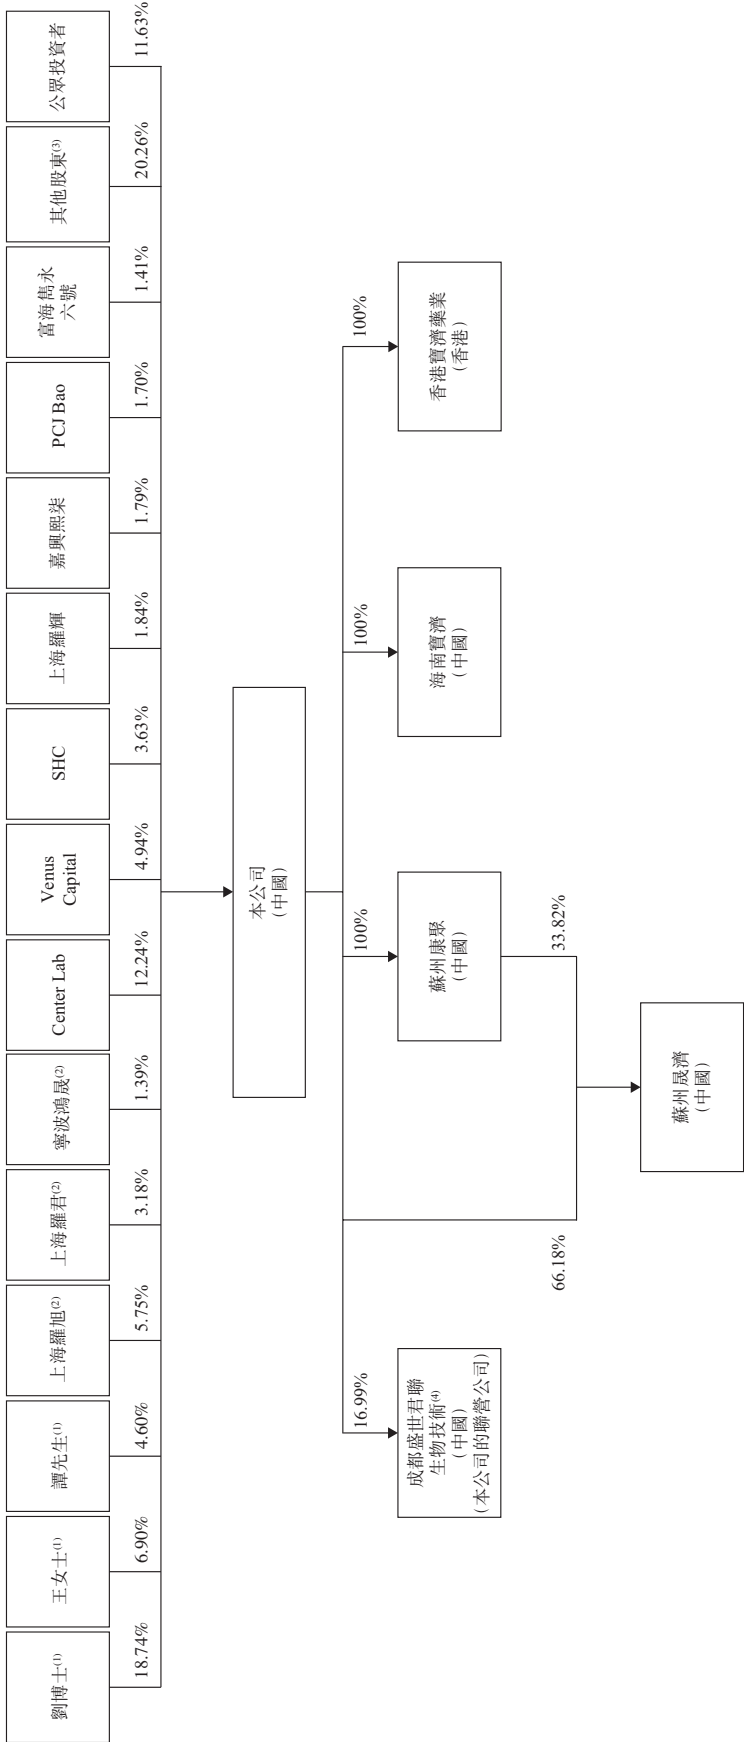 劉博士(1)
王女士(1)
譚先生(1)
上海羅旭(2)
上海羅君(2)
寧波鴻晟(2)
Center Lab
Venus
Capital
SHC
上海羅輝
嘉興熙柒
PCJ Bao
富海雋永
六號
其他股東(3)
公眾投資者
18.74%
6.90%
4.60%
5.75%
3.18%
1.39%
12.24%
4.94%
3.63%
1.84%
1.79%
1.70%
1.41%
20.26%
11.63%
本公司
(中國)
16.99%
100%
100%
100%
成都盛世君聯
生物技術(4)
(中國)
(本公司的聯營公司)
蘇州康聚
(中國)
海南寶濟
(中國)
香港寶濟藥業
(香港)
66.18%
33.82%
蘇州晟濟
(中國)